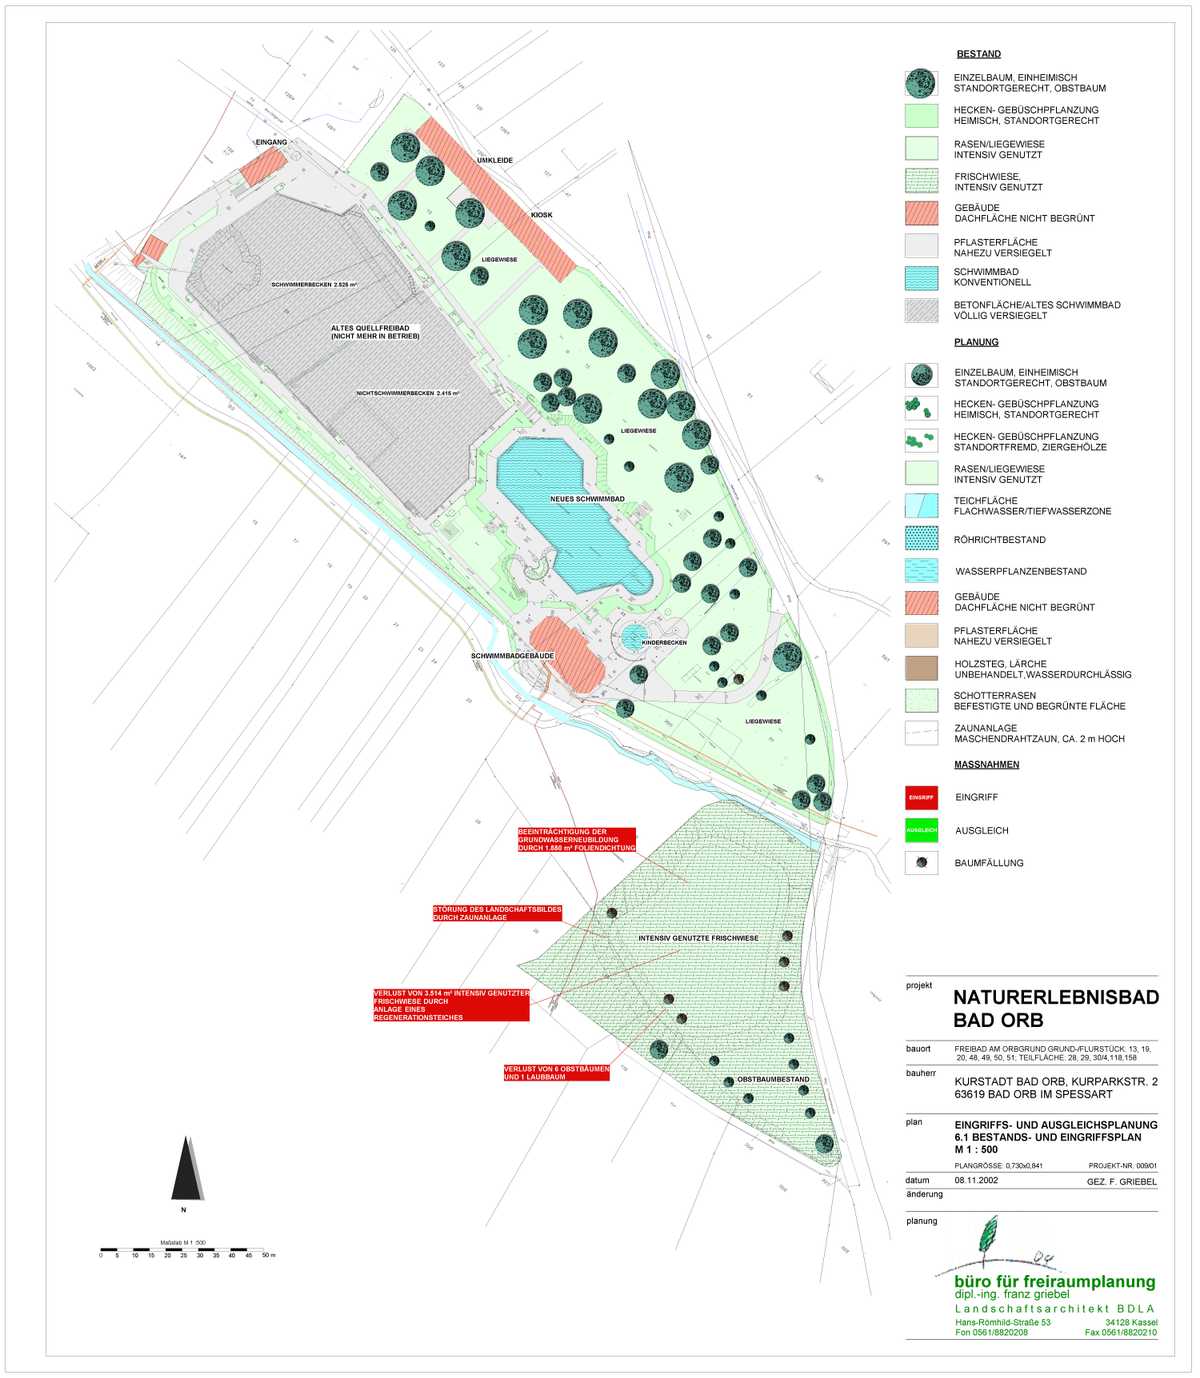 EINGANG
UMKLEIDE
KIOSK
LIEGEWIESE
SCHWIMMERBECKEN 2.525 m²
ALTES QUELLFREIBAD
(NICHT MEHR IN BETRIEB)
NICHTSCHWIMMERBECKEN 2.415 m²
LIEGEWIESE
NEUES SCHWIMMBAD
KINDERBECKEN
SCHWIMMBADGEBÄUDE
LIEGEWIESE
BEEINTRÄCHTIGUNG DER
GRUNDWASSERNEUBILDUNG
DURCH 1.680 m² FOLIENDICHTUNG
STÖRUNG DES LANDSCHAFTSBILDES
DURCH ZAUNANLAGE
INTENSIV GENUTZTE FRISCHWIESE
VERLUST VON 3.514 m² INTENSIV GENUTZTER
FRISCHWIESE DURCH
ANLAGE EINES
REGENERATIONSTEICHES
VERLUST VON 6 OBSTBÄUMEN
UND 1 LAUBBAUM
OBSTBAUMBESTAND
N
Maßstab M 1 :500
0 5 10 15 20 25 30 35 40 45 50 m
BESTAND
EINZELBAUM, EINHEIMISCH
STANDORTGERECHT, OBSTBAUM
HECKEN- GEBÜSCHPFLANZUNG
HEIMISCH, STANDORTGERECHT
RASEN/LIEGEWIESE
INTENSIV GENUTZT
FRISCHWIESE,
INTENSIV GENUTZT
GEBÄUDE
DACHFLÄCHE NICHT BEGRÜNT
PFLASTERFLÄCHE
NAHEZU VERSIEGELT
SCHWIMMBAD
KONVENTIONELL
BETONFLÄCHE/ALTES SCHWIMMBAD
VÖLLIG VERSIEGELT
PLANUNG
EINZELBAUM, EINHEIMISCH
STANDORTGERECHT, OBSTBAUM
HECKEN- GEBÜSCHPFLANZUNG
HEIMISCH, STANDORTGERECHT
HECKEN- GEBÜSCHPFLANZUNG
STANDORTFREMD, ZIERGEHÖLZE
RASEN/LIEGEWIESE
INTENSIV GENUTZT
TEICHFLÄCHE
FLACHWASSER/TIEFWASSERZONE
RÖHRICHTBESTAND
WASSERPFLANZENBESTAND
GEBÄUDE
DACHFLÄCHE NICHT BEGRÜNT
PFLASTERFLÄCHE
NAHEZU VERSIEGELT
HOLZSTEG, LÄRCHE
UNBEHANDELT,WASSERDURCHLÄSSIG
SCHOTTERRASEN
BEFESTIGTE UND BEGRÜNTE FLÄCHE
ZAUNANLAGE
MASCHENDRAHTZAUN, CA. 2 m HOCH
MASSNAHMEN
EINGRIFF EINGRIFF
AUSGLEICH AUSGLEICH
BAUMFÄLLUNG
projekt
NATURERLEBNISBAD
BAD ORB
bauort FREIBAD AM ORBGRUND GRUND-/FLURSTÜCK: 13, 19,
20, 48, 49, 50, 51; TEILFLÄCHE: 28, 29, 30/4,118,158
bauherr
KURSTADT BAD ORB, KURPARKSTR. 2
63619 BAD ORB IM SPESSART
plan EINGRIFFS- UND AUSGLEICHSPLANUNG
6.1 BESTANDS- UND EINGRIFFSPLAN
M 1 : 500
PLANGRÖSSE: 0,730x0,841 PROJEKT-NR. 009/01
datum 08.11.2002 GEZ. F. GRIEBEL
änderung
planung
büro für freiraumplanung
dipl.-ing. franz griebel
Landschaftsarchitekt BDLA
Hans-Römhild-Straße 53 34128 Kassel
Fon 0561/8820208 Fax 0561/8820210